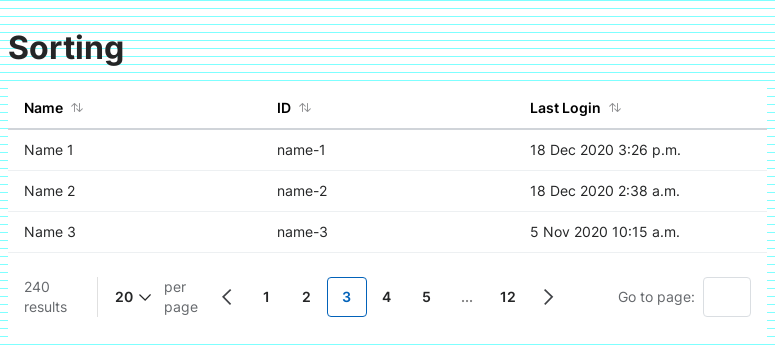 Sorting
Name ID Last Login
Name 1 name-1 18 Dec 2020 3:26 p.m.
Name 2 name-2 18 Dec 2020 2:38 a.m.
Name 3 name-3 5 Nov 2020 10:15 a.m.
240 results 20 per page 1 2 3 4 5 ... 12 Go to page: